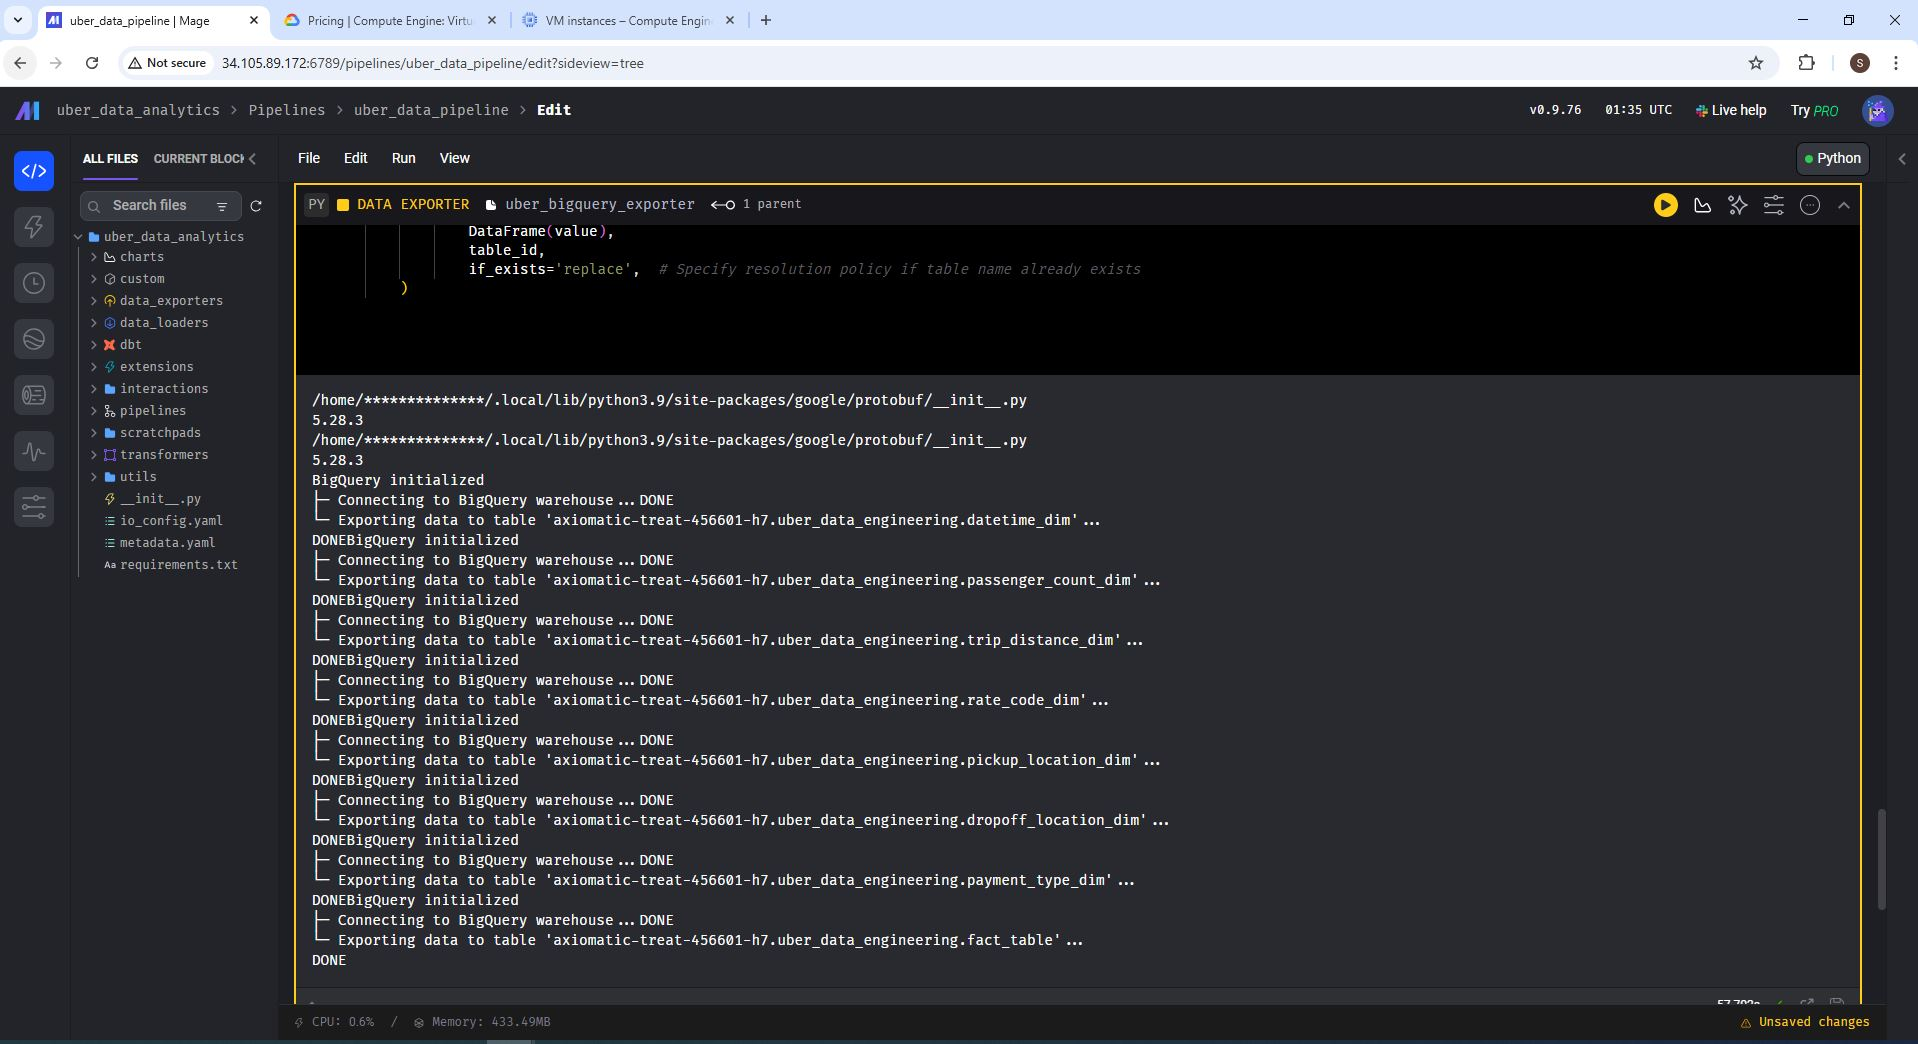 uber_data_pipeline | Mage
Pricing | Compute Engine: Virtu
VM instances – Compute Engin
Not secure
34.105.89.172:6789/pipelines/uber_data_pipeline/edit?sideview=tree
S
uber_data_analytics > Pipelines > uber_data_pipeline > Edit
v0.9.76
01:35 UTC
Live help
Try PRO
ALL FILES
CURRENT BLOCK
File
Edit
Run
View
Python
Search files
uber_data_analytics
charts
custom
data_exporters
data_loaders
dbt
extensions
interactions
pipelines
scratchpads
transformers
utils
__init__.py
io_config.yaml
metadata.yaml
Aa requirements.txt
PY DATA EXPORTER uber_bigquery_exporter 1 parent
DataFrame(value),
table_id,
if_exists='replace', # Specify resolution policy if table name already exists
)
/home/**************/.local/lib/python3.9/site-packages/google/protobuf/__init__.py
5.28.3
/home/**************/.local/lib/python3.9/site-packages/google/protobuf/__init__.py
5.28.3
BigQuery initialized
├─ Connecting to BigQuery warehouse...DONE
└─ Exporting data to table 'axiomatic-treat-456601-h7.uber_data_engineering.datetime_dim'...
DONEBigQuery initialized
├─ Connecting to BigQuery warehouse...DONE
└─ Exporting data to table 'axiomatic-treat-456601-h7.uber_data_engineering.passenger_count_dim'...
DONEBigQuery initialized
├─ Connecting to BigQuery warehouse...DONE
└─ Exporting data to table 'axiomatic-treat-456601-h7.uber_data_engineering.trip_distance_dim'...
DONEBigQuery initialized
├─ Connecting to BigQuery warehouse...DONE
└─ Exporting data to table 'axiomatic-treat-456601-h7.uber_data_engineering.rate_code_dim'...
DONEBigQuery initialized
├─ Connecting to BigQuery warehouse...DONE
└─ Exporting data to table 'axiomatic-treat-456601-h7.uber_data_engineering.pickup_location_dim'...
DONEBigQuery initialized
├─ Connecting to BigQuery warehouse...DONE
└─ Exporting data to table 'axiomatic-treat-456601-h7.uber_data_engineering.dropoff_location_dim'...
DONEBigQuery initialized
├─ Connecting to BigQuery warehouse...DONE
└─ Exporting data to table 'axiomatic-treat-456601-h7.uber_data_engineering.payment_type_dim'...
DONEBigQuery initialized
├─ Connecting to BigQuery warehouse...DONE
└─ Exporting data to table 'axiomatic-treat-456601-h7.uber_data_engineering.fact_table'...
DONE
CPU: 0.6% / Memory: 433.49MB
Unsaved changes